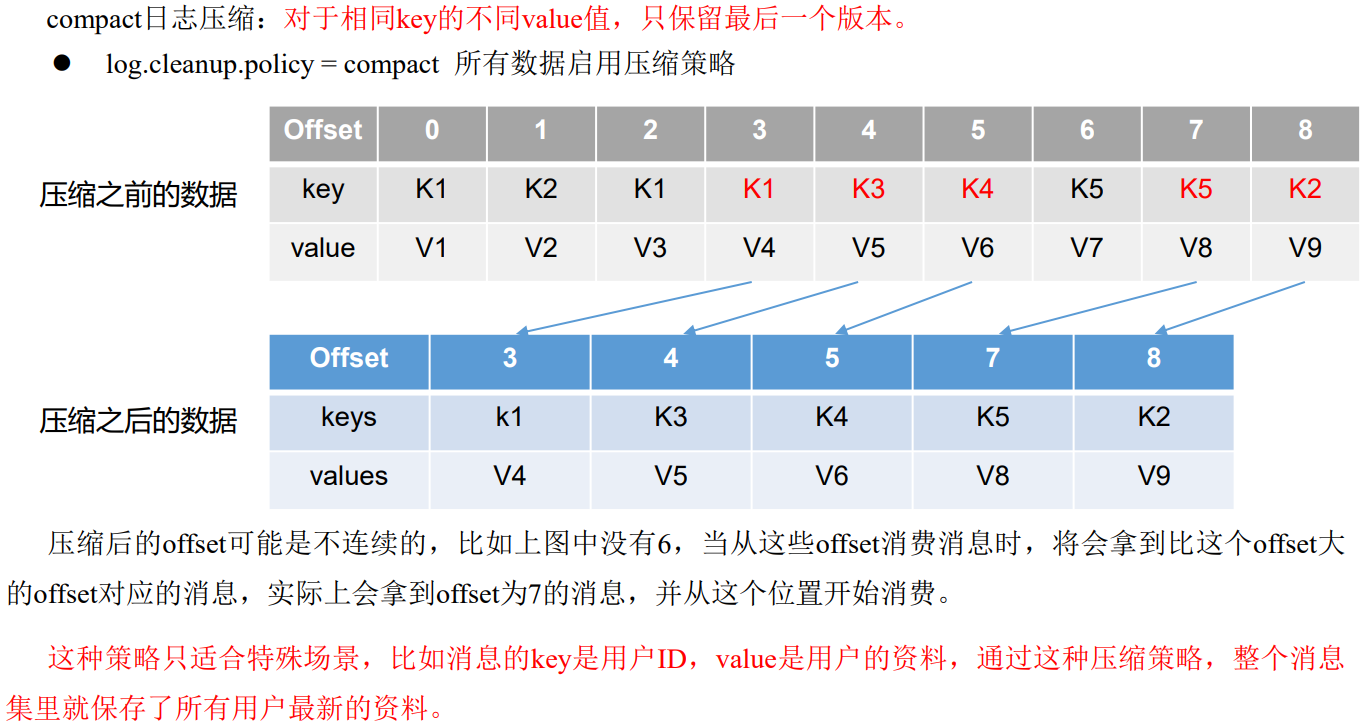 compact日志压缩：对于相同key的不同value值，只保留最后一个版本。
● log.cleanup.policy = compact 所有数据启用压缩策略
Offset 0 1 2 3 4 5 6 7 8
压缩之前的数据 key K1 K2 K1 K1 K3 K4 K5 K5 K2
value V1 V2 V3 V4 V5 V6 V7 V8 V9
Offset 3 4 5 7 8
压缩之后的数据 keys k1 K3 K4 K5 K2
values V4 V5 V6 V8 V9
压缩后的offset可能是不连续的，比如上图中没有6，当从这些offset消费消息时，将会拿到比这个offset大
的offset对应的消息，实际上会拿到offset为7的消息，并从这个位置开始消费。
这种策略只适合特殊场景，比如消息的key是用户ID，value是用户的资料，通过这种压缩策略，整个消息
集里就保存了所有用户最新的资料。